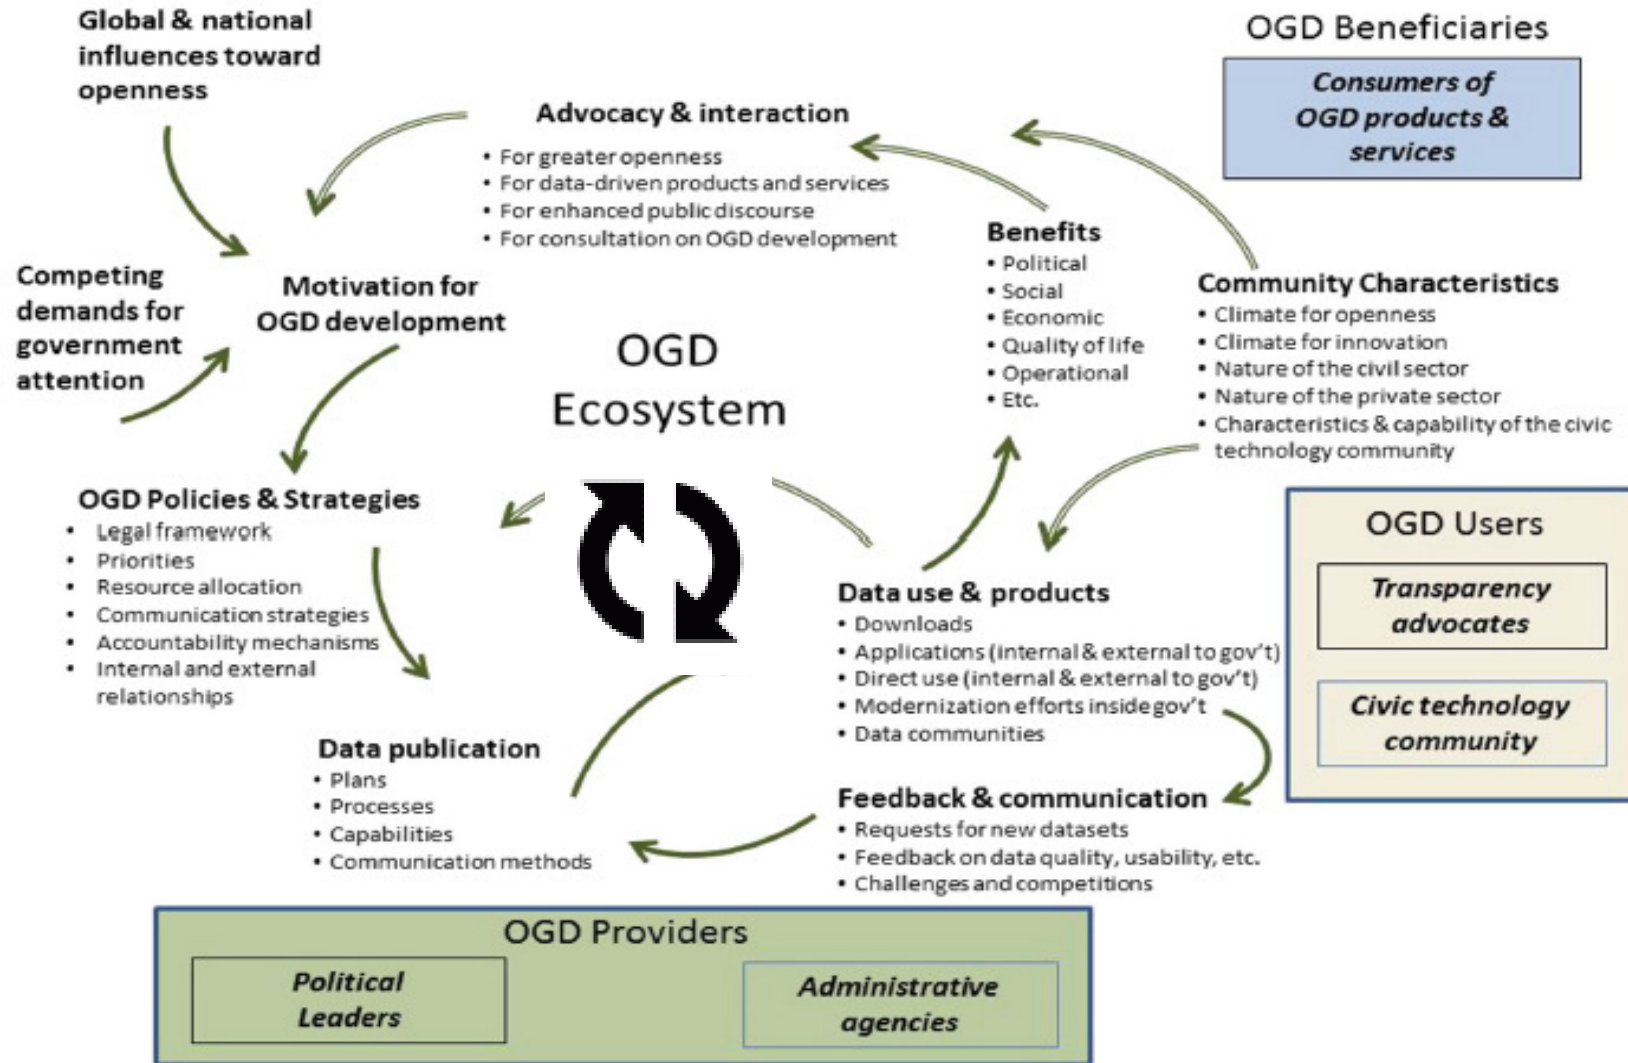 Global & national
influences toward
openness
OGD Beneficiaries
Consumers of
OGD products &
services
Advocacy & interaction
• For greater openness
• For data-driven products and services
• For enhanced public discourse
• For consultation on OGD development
Benefits
• Political
• Social
• Economic
• Quality of life
• Operational
• Etc.
Community Characteristics
• Climate for openness
• Climate for innovation
• Nature of the civil sector
• Nature of the private sector
• Characteristics & capability of the civic
technology community
Competing
demands for
government
attention
Motivation for
OGD development
OGD
Ecosystem
OGD Policies & Strategies
• Legal framework
• Priorities
• Resource allocation
• Communication strategies
• Accountability mechanisms
• Internal and external
relationships
OGD Users
Transparency
advocates
Civic technology
community
Data use & products
• Downloads
• Applications (internal & external to gov't)
• Direct use (internal & external to gov't)
• Modernization efforts inside gov't
• Data communities
Data publication
• Plans
• Processes
• Capabilities
• Communication methods
Feedback & communication
• Requests for new datasets
• Feedback on data quality, usability, etc.
• Challenges and competitions
OGD Providers
Political
Leaders
Administrative
agencies